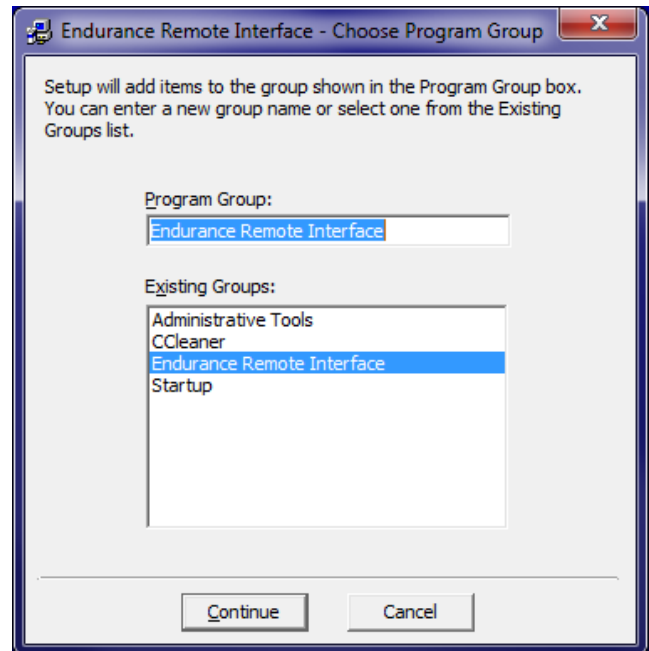 Endurance Remote Interface - Choose Program Group
Setup will add items to the group shown in the Program Group box.
You can enter a new group name or select one from the Existing
Groups list.
Program Group:
Endurance Remote Interface
Existing Groups:
Administrative Tools
CCleaner
Endurance Remote Interface
Startup
Continue
Cancel